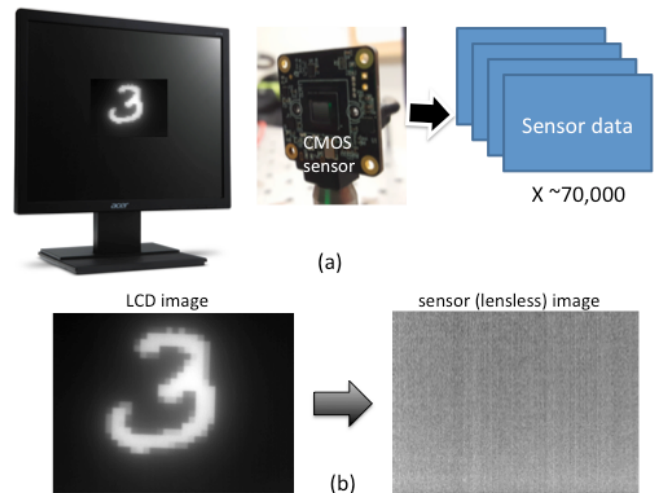 3
acer
CMOS
sensor
Sensor data
X ~70,000
(a)
LCD image
sensor (lensless) image
3
(b)